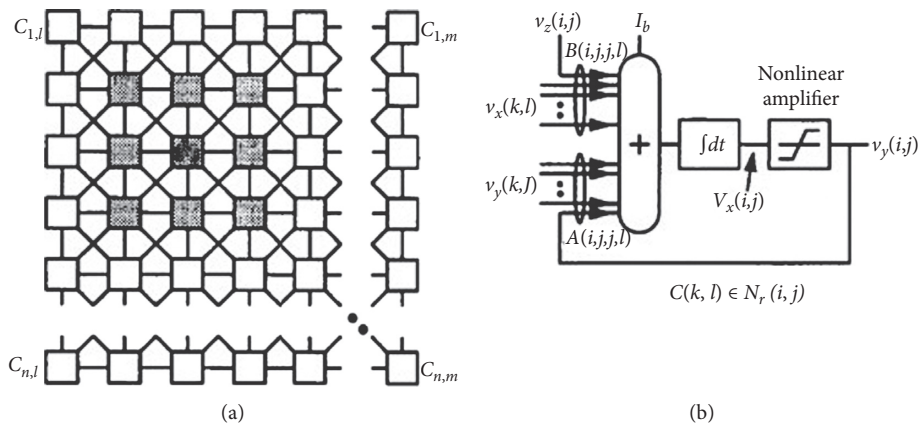 C1,l
C1,m
Cn,l
Cn,m
(a)
vz(i,j)
Ib
B(i,j,j,l)
vx(k,l)
vy(k,J)
A(i,j,j,l)
+
∫dt
Nonlinear
amplifier
Vx(i,j)
vy(i,j)
C(k, l) ∈ Nr (i, j)
(b)